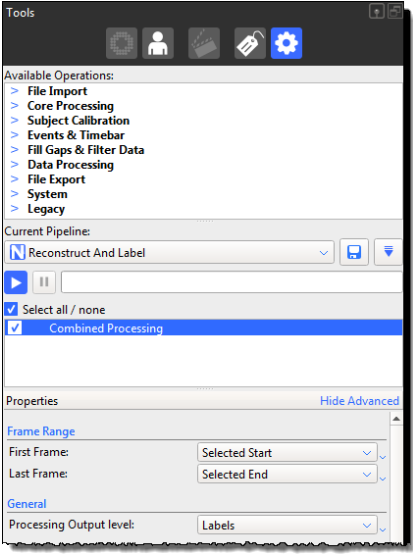 Tools
Available Operations:
> File Import
> Core Processing
> Subject Calibration
> Events & Timebar
> Fill Gaps & Filter Data
> Data Processing
> File Export
> System
> Legacy
Current Pipeline:
N Reconstruct And Label
Select all / none
Combined Processing
Properties Hide Advanced
Frame Range
First Frame: Selected Start
Last Frame: Selected End
General
Processing Output level: Labels